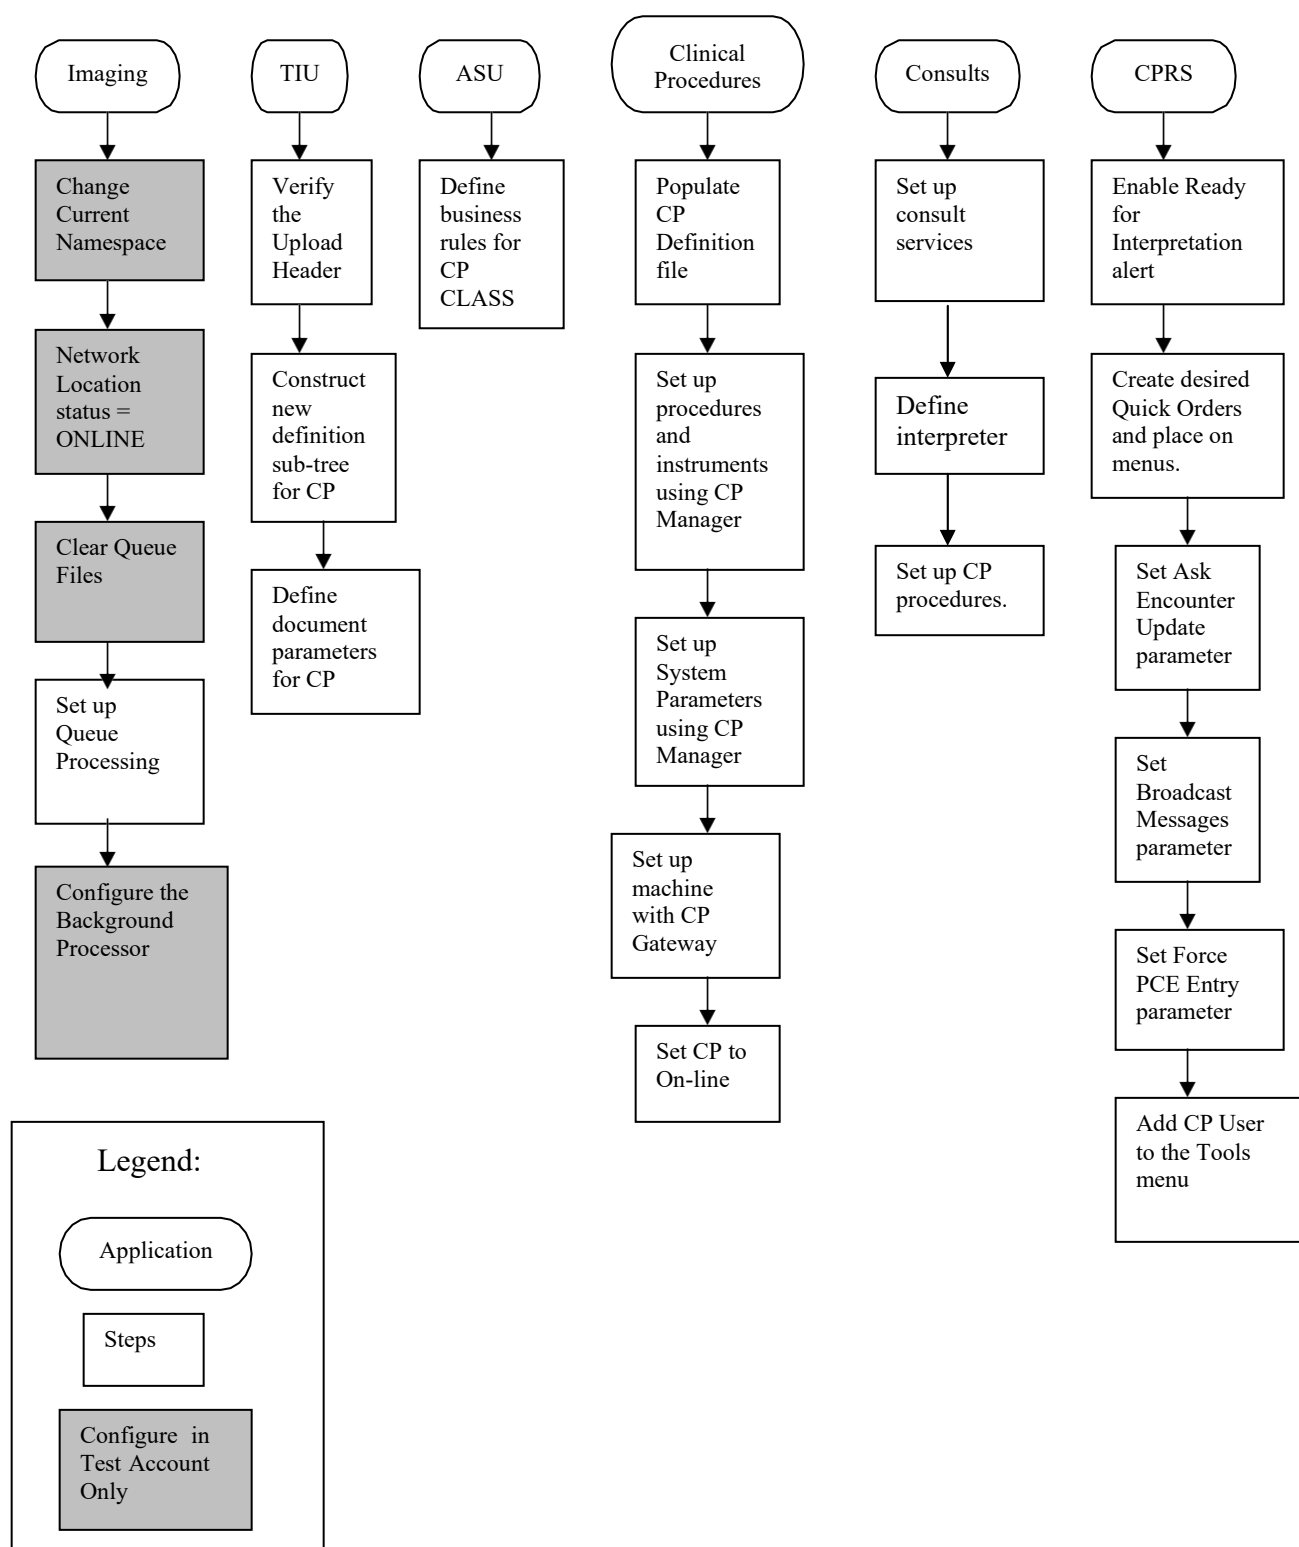 Imaging
TIU
ASU
Clinical
Procedures
Consults
CPRS
Change
Current
Namespace
Network
Location
status =
ONLINE
Clear Queue
Files
Set up
Queue
Processing
Configure the
Background
Processor
Verify
the
Upload
Header
Construct
new
definition
sub-tree
for CP
Define
document
parameters
for CP
Define
business
rules for
CP
CLASS
Populate
CP
Definition
file
Set up
procedures
and
instruments
using CP
Manager
Set up
System
Parameters
using CP
Manager
Set up
machine
with CP
Gateway
Set CP to
On-line
Set up
consult
services
Define
interpreter
Set up CP
procedures.
Enable Ready
for
Interpretation
alert
Create desired
Quick Orders
and place on
menus.
Set Ask
Encounter
Update
parameter
Set
Broadcast
Messages
parameter
Set Force
PCE Entry
parameter
Add CP User
to the Tools
menu
Legend:
Application
Steps
Configure in
Test Account
Only